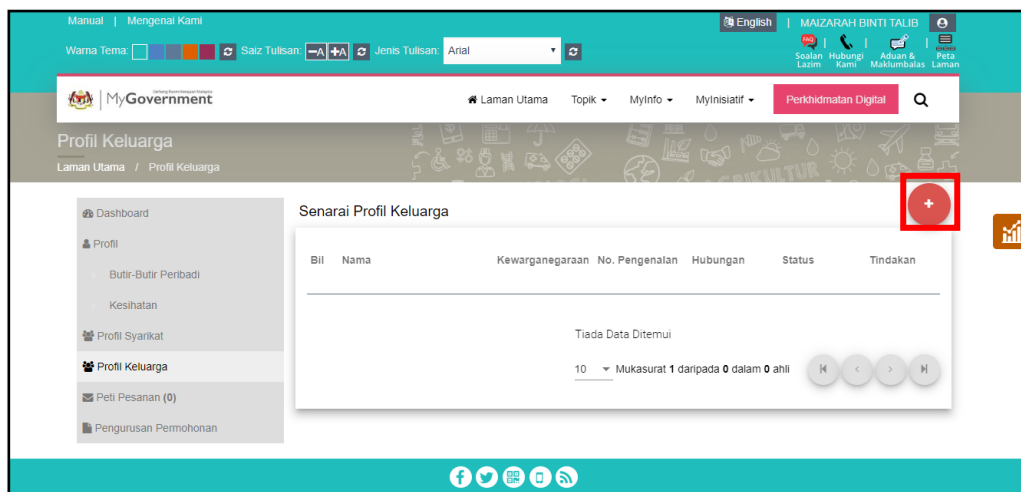 Manual | Mengenai Kami
English | MAIZARAH BINTI TALIB
Warna Tema: Saiz Tulisan: -A +A Jenis Tulisan: Arial
FAQ
Soalan Lazim
Hubungi Kami
Aduan & Maklumbalas
Peta Laman
MyGovernment
Laman Utama Topik MyInfo MyInisiatif Perkhidmatan Digital
Profil Keluarga
Laman Utama / Profil Keluarga
Dashboard
Profil
Butir-Butir Peribadi
Kesihatan
Profil Syarikat
Profil Keluarga
Peti Pesanan (0)
Pengurusan Permohonan
Senarai Profil Keluarga
+
Bil Nama Kewarganegaraan No. Pengenalan Hubungan Status Tindakan
Tiada Data Ditemui
10 Mukasurat 1 daripada 0 dalam 0 ahli